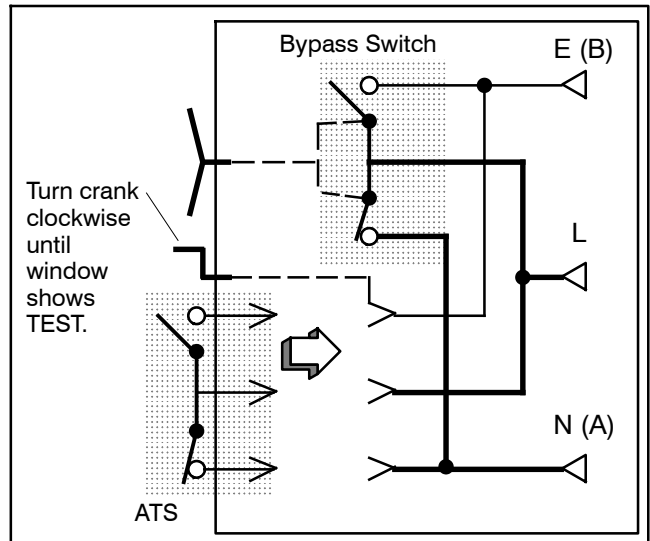 Bypass Switch
E (B)
Turn crank
clockwise
until
window
shows
TEST.
L
N (A)
ATS